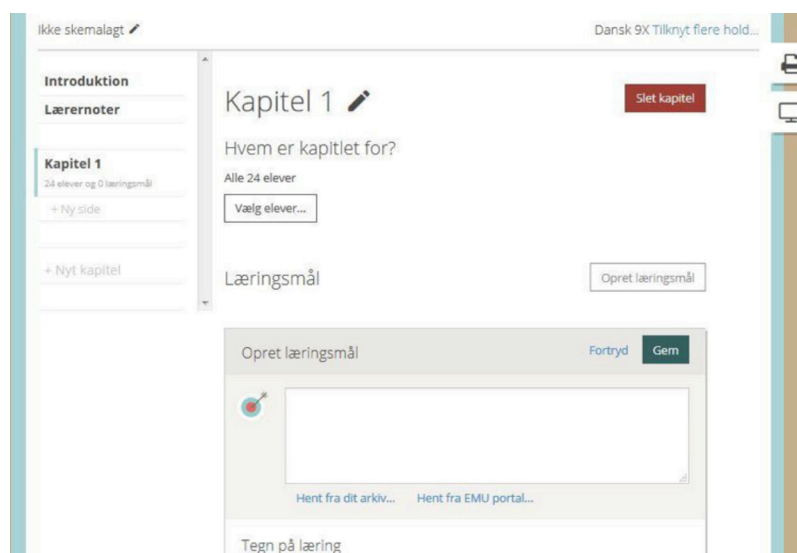 Ikke skemalagt
Dansk 9X Tilknyt flere hold...
Introduktion
Lærernoter
Kapitel 1
24 elever og 0 læringsmål
+ Ny side
+ Nyt kapitel
Kapitel 1
Slet kapitel
Hvem er kapitlet for?
Alle 24 elever
Vælg elever...
Læringsmål
Opret læringsmål
Opret læringsmål
Fortryd
Gem
Hent fra dit arkiv...
Hent fra EMU portal...
Tegn på læring